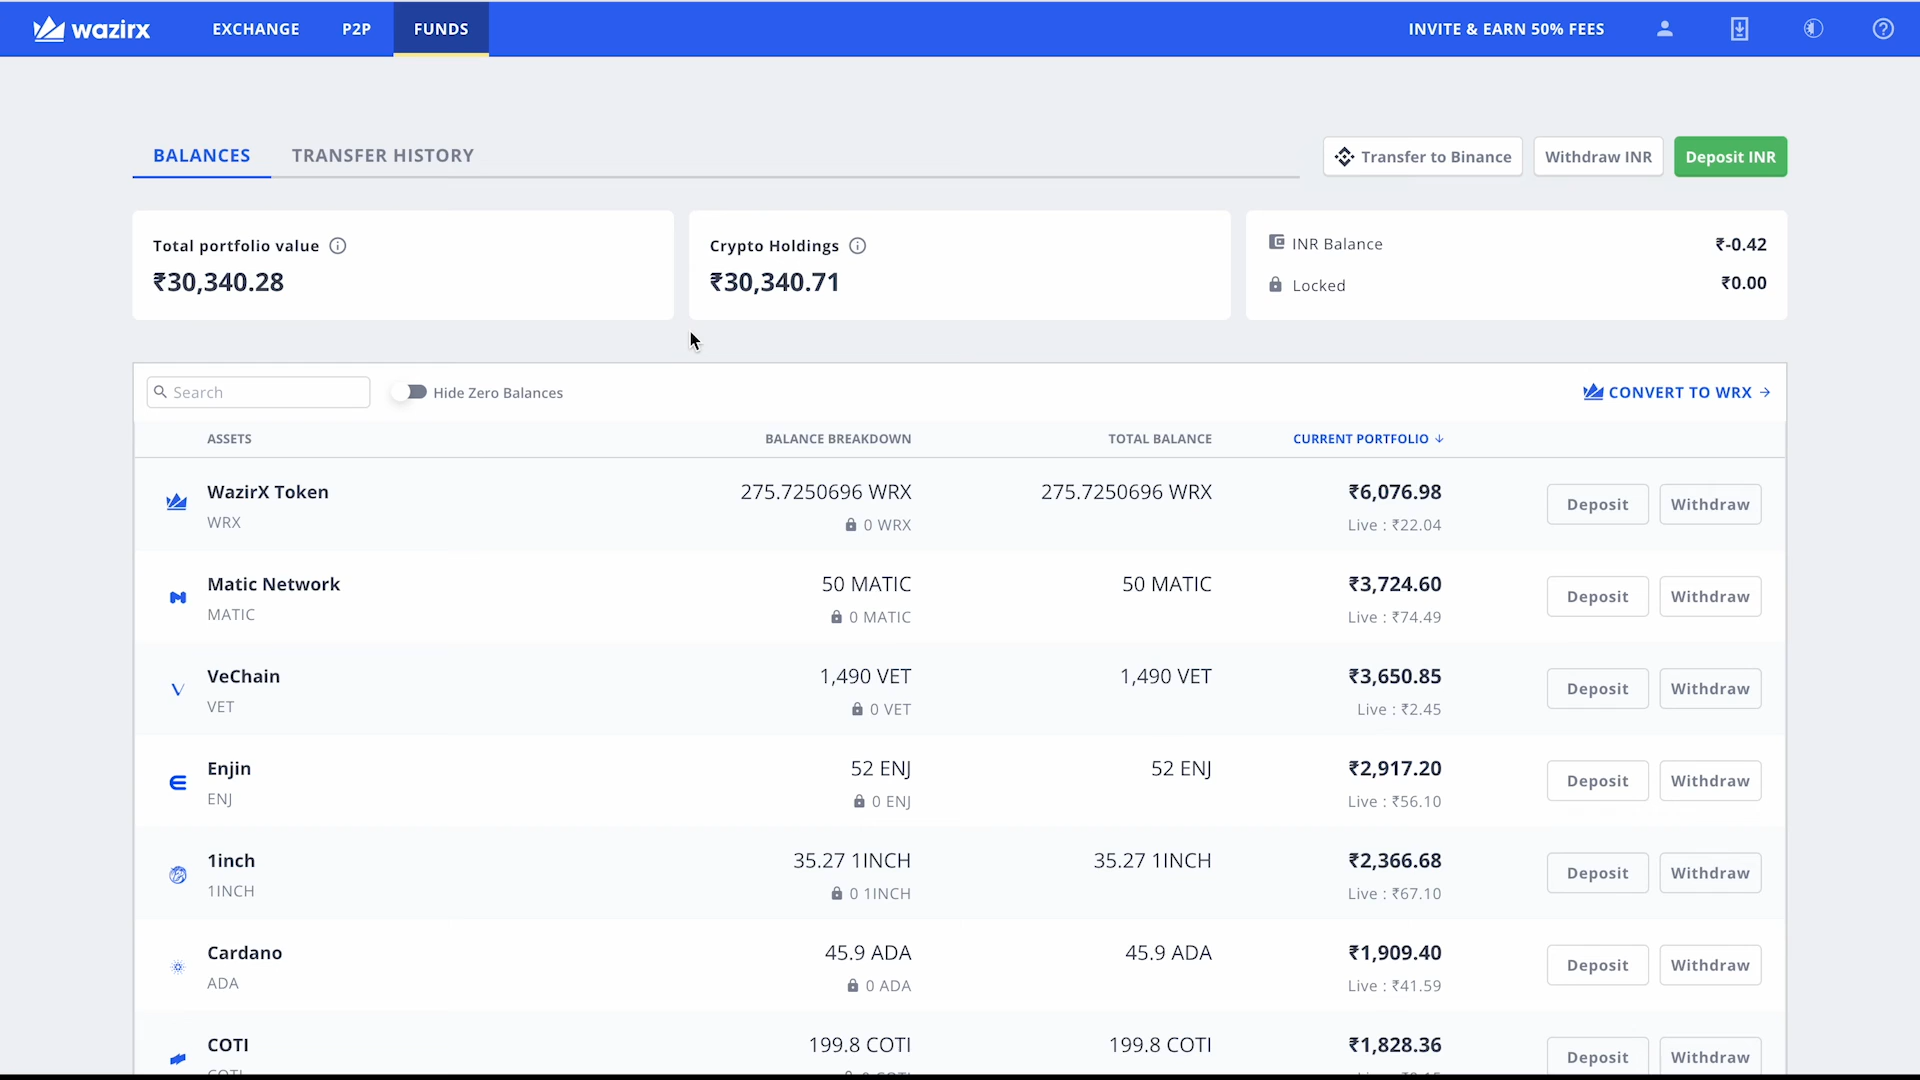 wazirx EXCHANGE P2P FUNDS INVITE & EARN 50% FEES
BALANCES TRANSFER HISTORY Transfer to Binance Withdraw INR Deposit INR
Total portfolio value
₹30,340.28
Crypto Holdings
₹30,340.71
INR Balance ₹-0.42
Locked ₹0.00
Search Hide Zero Balances CONVERT TO WRX →
ASSETS BALANCE BREAKDOWN TOTAL BALANCE CURRENT PORTFOLIO ↓
WazirX Token 275.7250696 WRX 275.7250696 WRX ₹6,076.98 Deposit Withdraw
WRX 0 WRX Live : ₹22.04
Matic Network 50 MATIC 50 MATIC ₹3,724.60 Deposit Withdraw
MATIC 0 MATIC Live : ₹74.49
VeChain 1,490 VET 1,490 VET ₹3,650.85 Deposit Withdraw
VET 0 VET Live : ₹2.45
Enjin 52 ENJ 52 ENJ ₹2,917.20 Deposit Withdraw
ENJ 0 ENJ Live : ₹56.10
1inch 35.27 1INCH 35.27 1INCH ₹2,366.68 Deposit Withdraw
1INCH 0 1INCH Live : ₹67.10
Cardano 45.9 ADA 45.9 ADA ₹1,909.40 Deposit Withdraw
ADA 0 ADA Live : ₹41.59
COTI 199.8 COTI 199.8 COTI ₹1,828.36 Deposit Withdraw
COTI 0 COTI